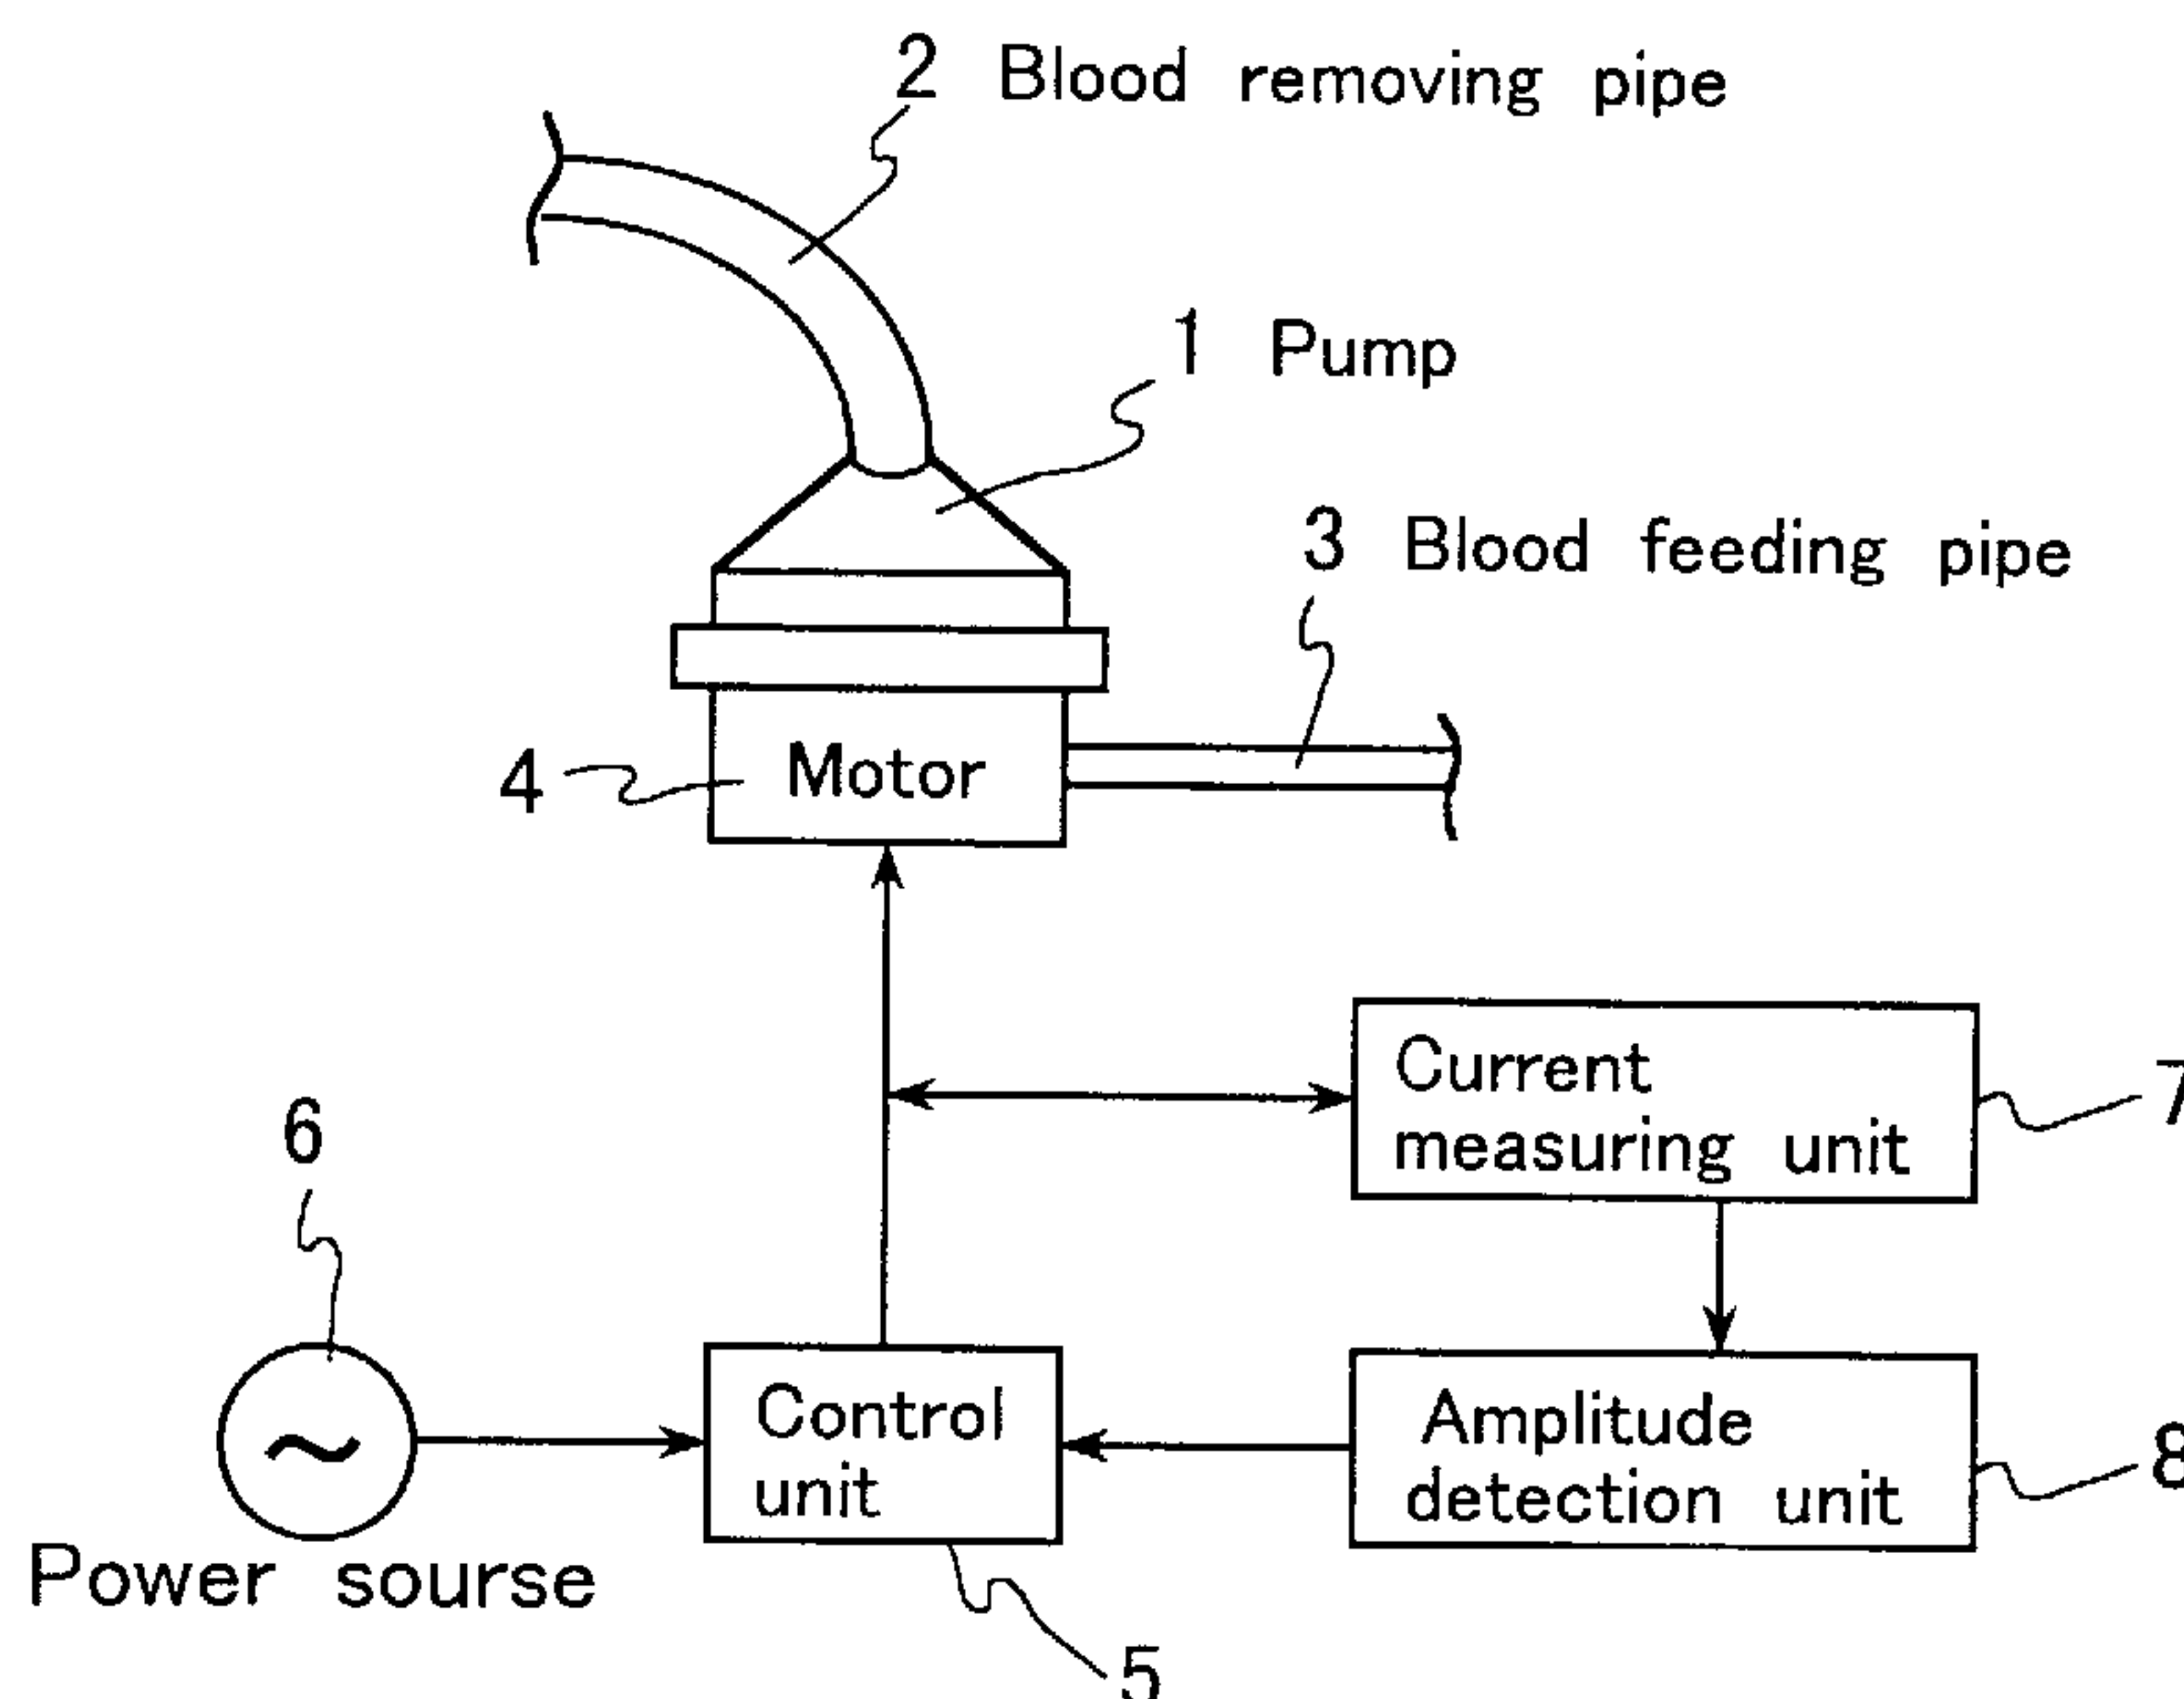 2 Blood removing pipe
1 Pump
3 Blood feeding pipe
4
Motor
Current
measuring unit
7
6
Control
unit
Amplitude
detection unit
8
Power sourse
5